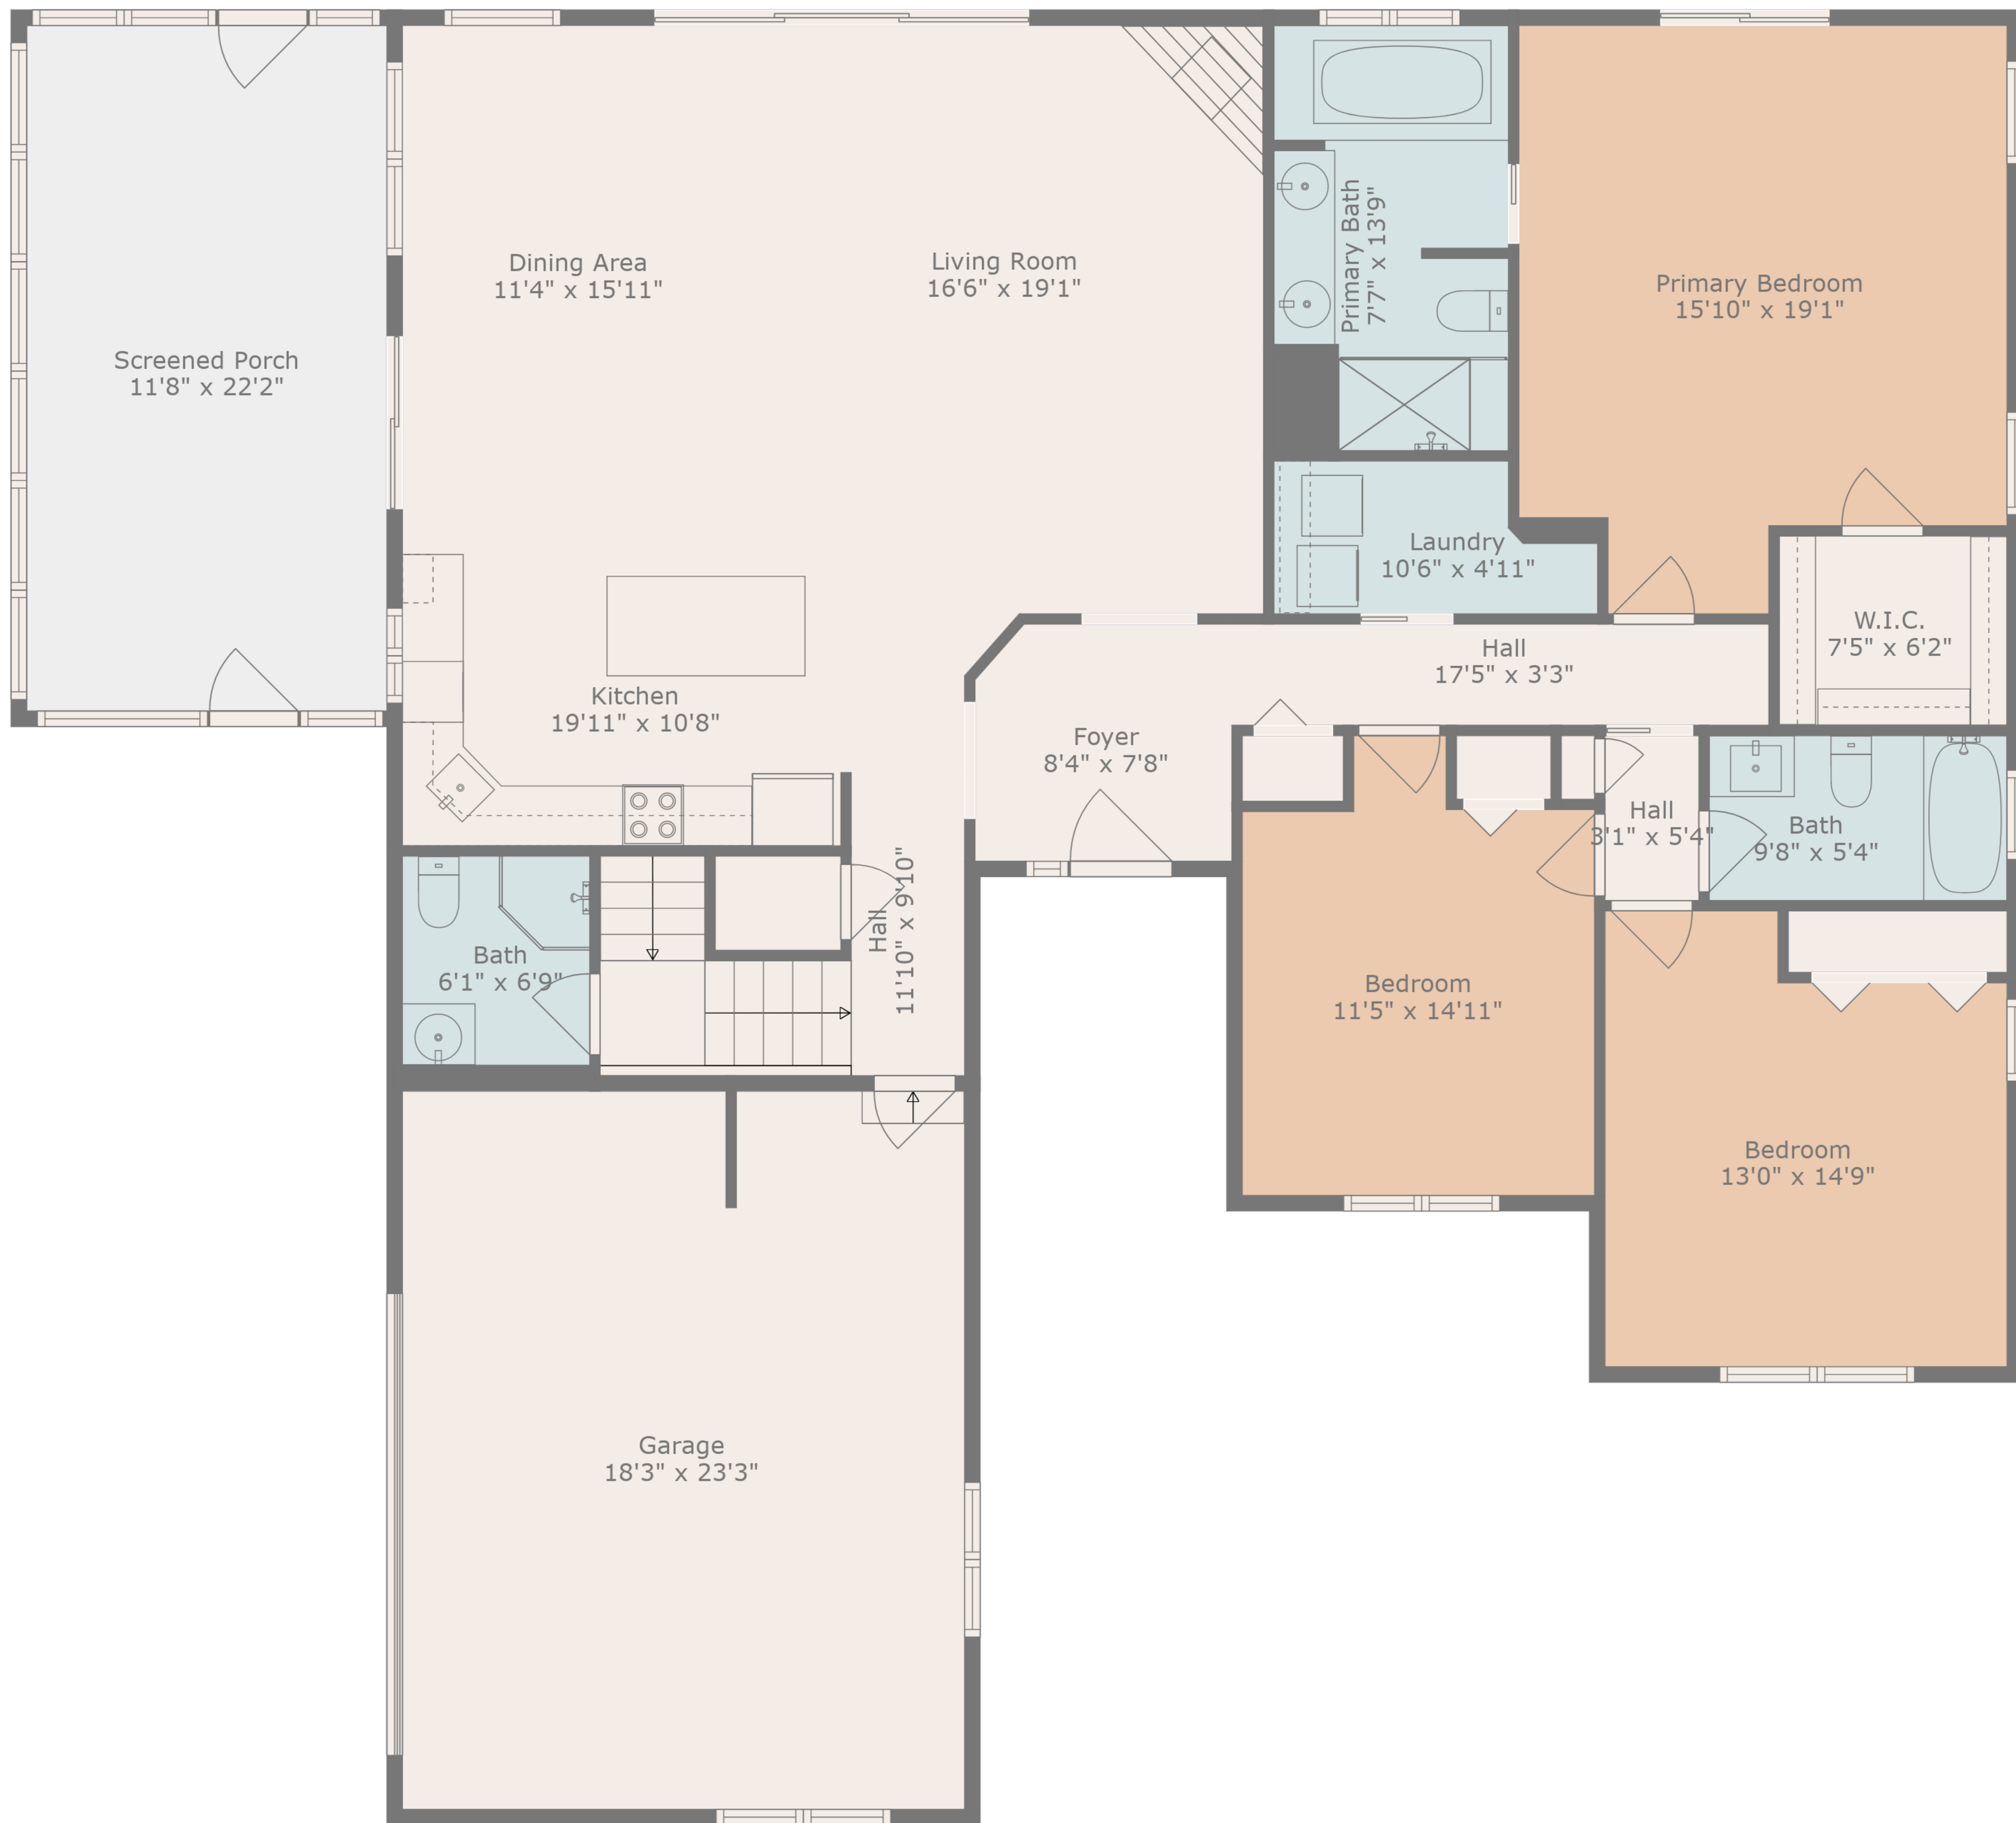 Screened Porch
11'8" x 22'2"
Dining Area
11'4" x 15'11"
Living Room
16'6" x 19'1"
Primary Bath
7'7" x 13'9"
Primary Bedroom
15'10" x 19'1"
Laundry
10'6" x 4'11"
W.I.C.
7'5" x 6'2"
Hall
17'5" x 3'3"
Kitchen
19'11" x 10'8"
Foyer
8'4" x 7'8"
Hall
3'1" x 5'4"
Bath
9'8" x 5'4"
Hall
11'10" x 9'10"
Bath
6'1" x 6'9"
Bedroom
11'5" x 14'11"
Bedroom
13'0" x 14'9"
Garage
18'3" x 23'3"